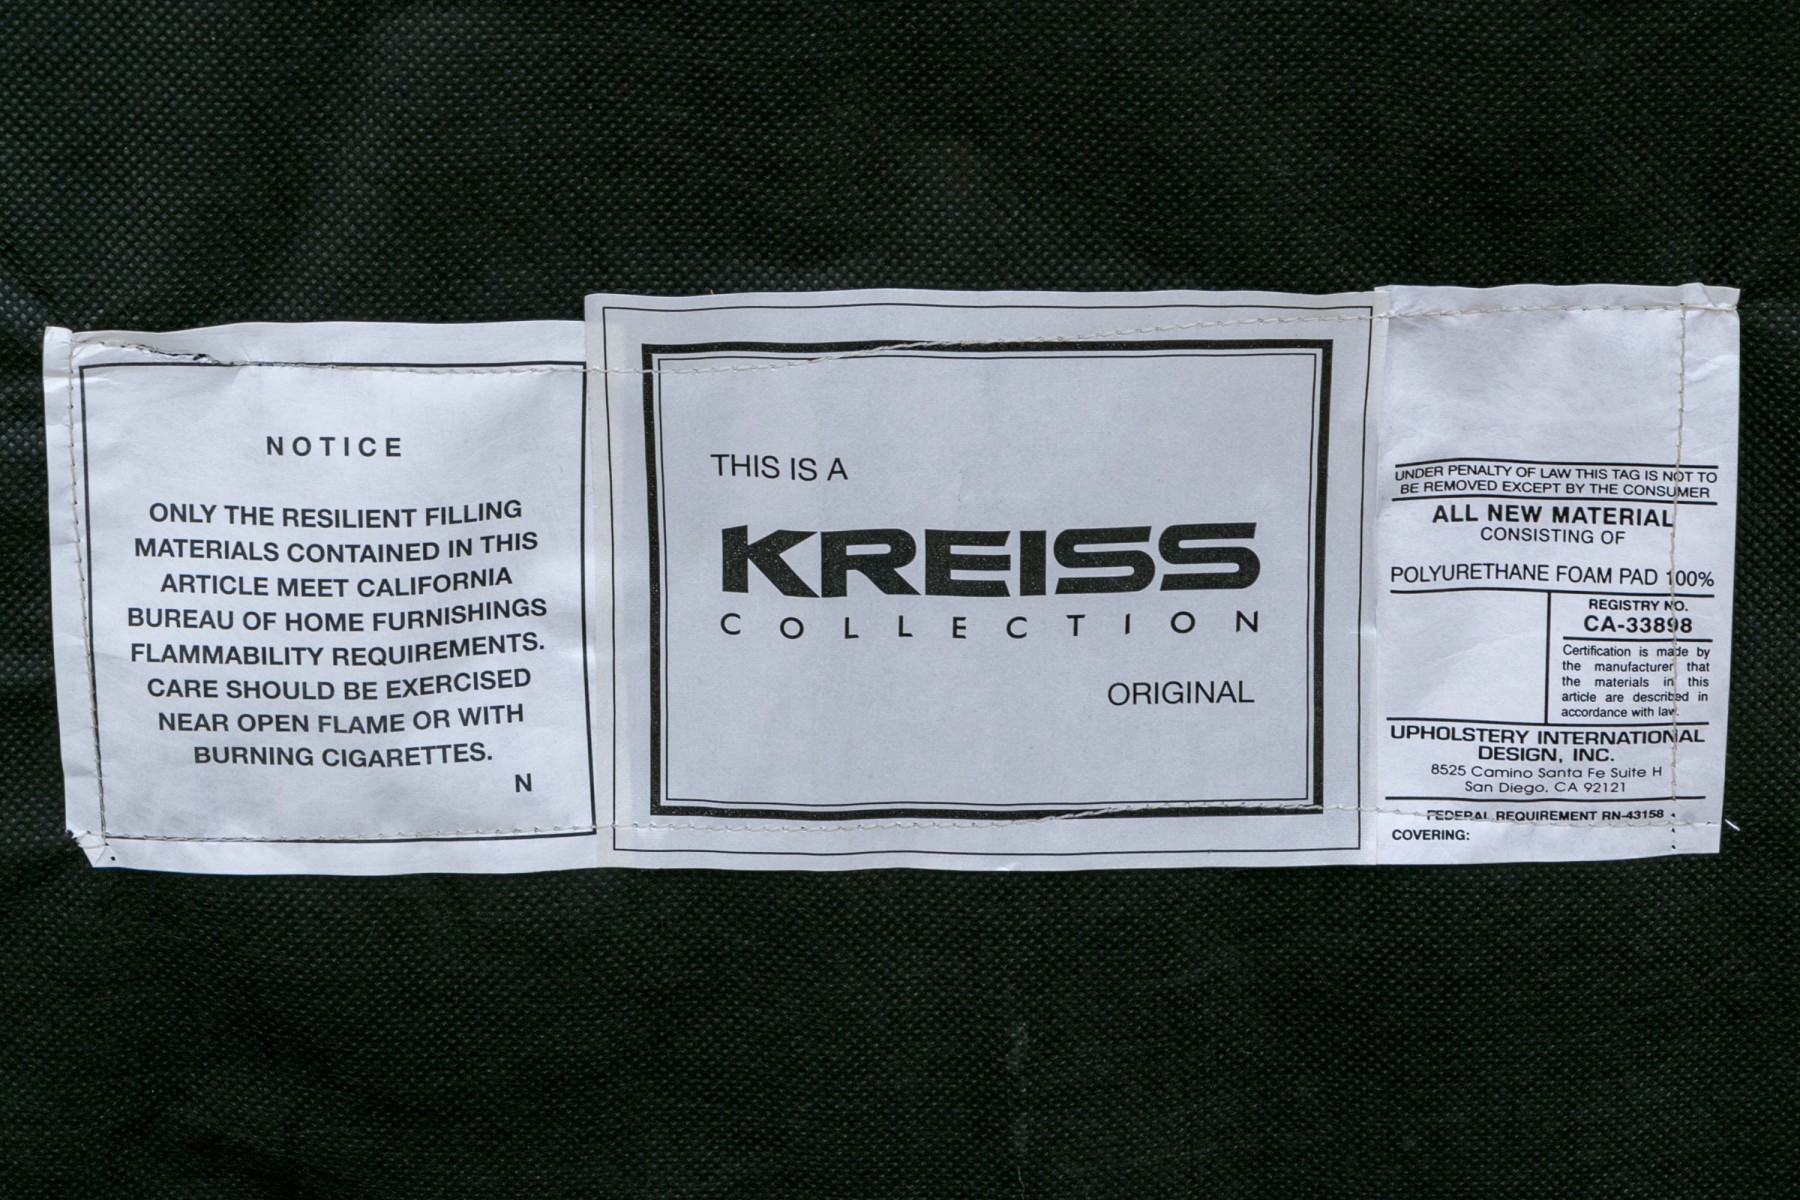 NOTICE
ONLY THE RESILIENT FILLING
MATERIALS CONTAINED IN THIS
ARTICLE MEET CALIFORNIA
BUREAU OF HOME FURNISHINGS
FLAMMABILITY REQUIREMENTS.
CARE SHOULD BE EXERCISED
NEAR OPEN FLAME OR WITH
BURNING CIGARETTES.
N
THIS IS A
KREISS
COLLECTION
ORIGINAL
UNDER PENALTY OF LAW THIS TAG IS NOT TO
BE REMOVED EXCEPT BY THE CONSUMER
ALL NEW MATERIAL
CONSISTING OF
POLYURETHANE FOAM PAD 100%
REGISTRY NO.
CA-33898
Certification is made by
the manufacturer that
the materials in this
article are described in
accordance with law.
UPHOLSTERY INTERNATIONAL
DESIGN, INC.
8525 Camino Santa Fe Suite H
San Diego, CA 92121
FEDERAL REQUIREMENT RN-43158
COVERING: